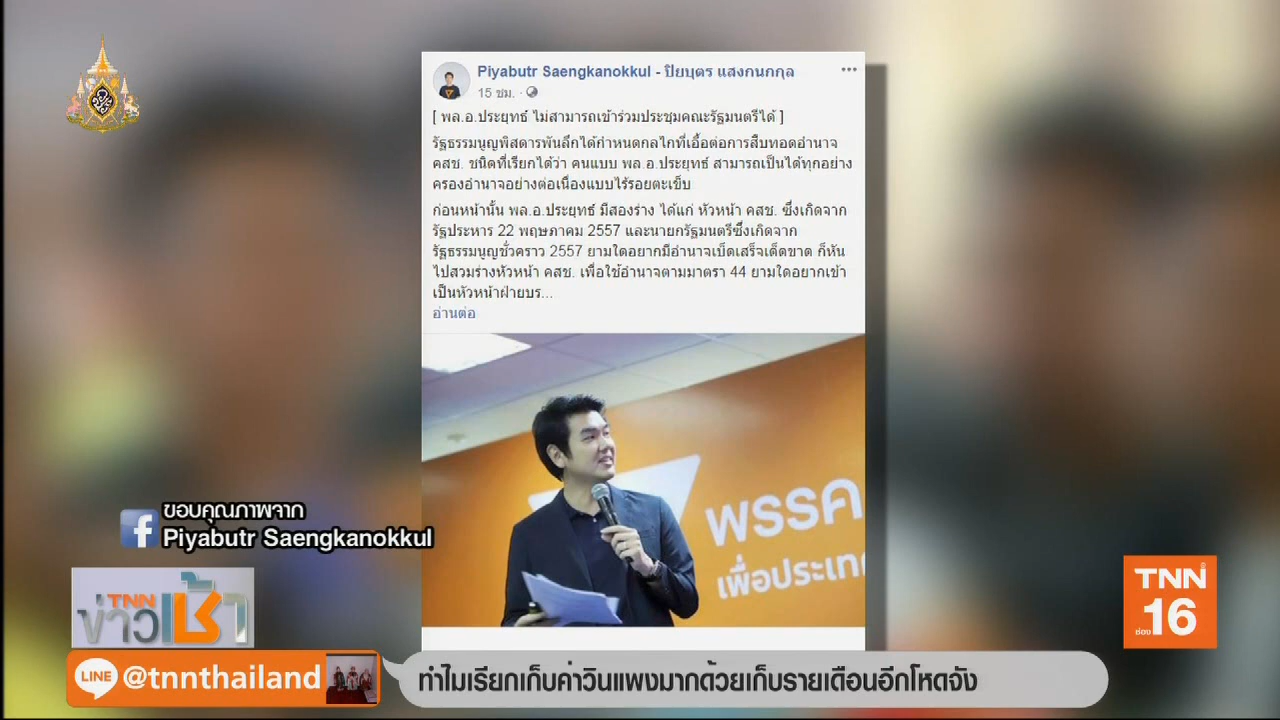 Piyabutr Saengkanokkul - ปิยบุตร แสงกนกกุล
15 ชม.
[ พล.อ.ประยุทธ์ ไม่สามารถเข้าร่วมประชุมคณะรัฐมนตรีได้ ]
รัฐธรรมนูญพิสดารพันลึกได้กำหนดกลไกที่เอื้อต่อการสืบทอดอำนาจ
คสช. ชนิดที่เรียกได้ว่า คนแบบ พล.อ.ประยุทธ์ สามารถเป็นได้ทุกอย่าง
ครองอำนาจอย่างต่อเนื่องแบบไร้รอยตะเข็บ
ก่อนหน้านั้น พล.อ.ประยุทธ์ มีสองร่าง ได้แก่ หัวหน้า คสช. ซึ่งเกิดจาก
รัฐประหาร 22 พฤษภาคม 2557 และนายกรัฐมนตรีซึ่งเกิดจาก
รัฐธรรมนูญชั่วคราว 2557 ยามใดอยากมีอำนาจเบ็ดเสร็จเด็ดขาด ก็หัน
ไปสวมร่างหัวหน้า คสช. เพื่อใช้อำนาจตามมาตรา 44 ยามใดอยากเข้า
เป็นหัวหน้าฝ่ายบร...
อ่านต่อ
พรรค
เพื่อประเท
ขอบคุณภาพจาก
Piyabutr Saengkanokkul
TNN
ข่าวเช้า
TNN
ช่อง 16
LINE @tnnthailand
ทำไมเรียกเก็บค่าวินแพงมากด้วยเก็บรายเดือนอีกโหดจัง